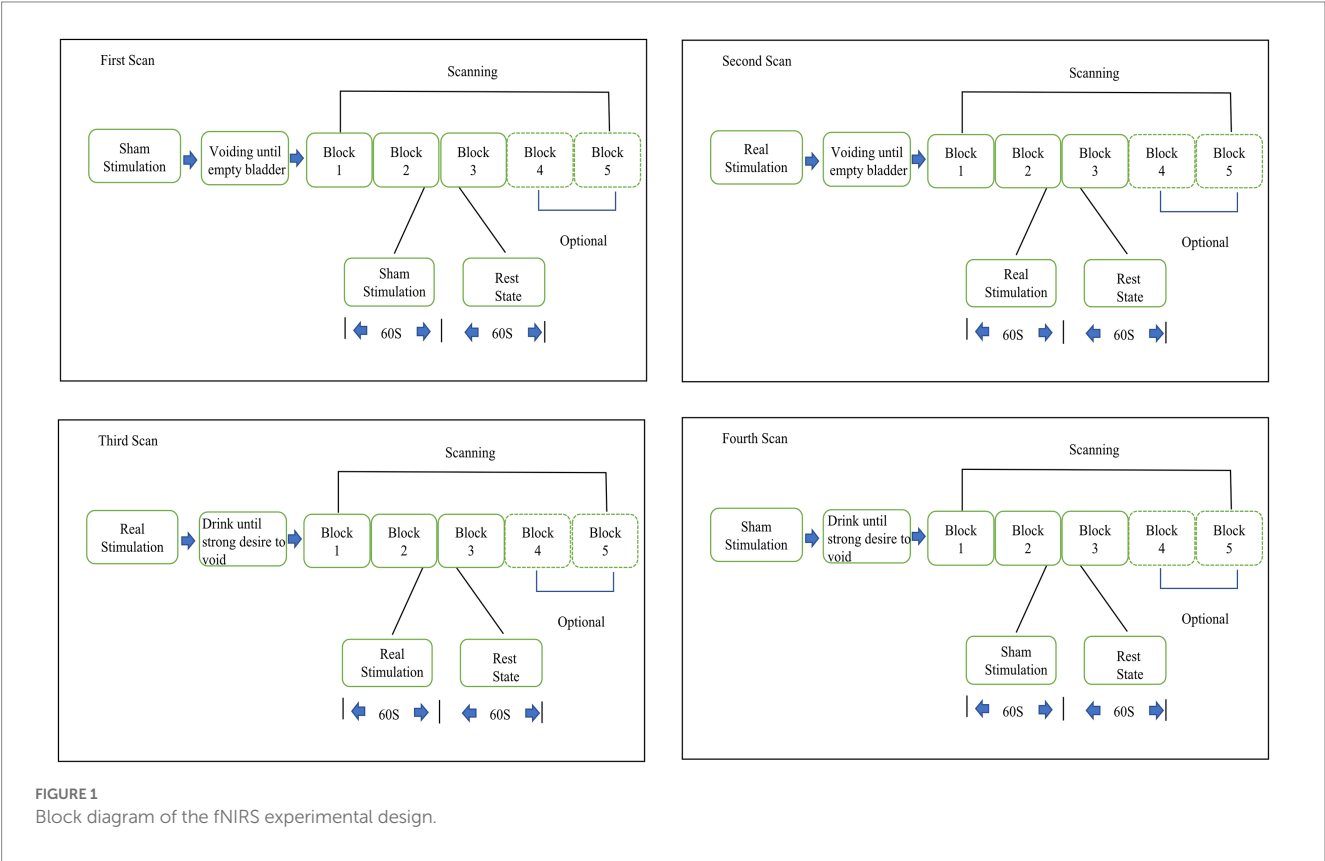 First Scan
Scanning
Sham
Stimulation
Voiding until
empty bladder
Block
1
Block
2
Block
3
Block
4
Block
5
Optional
Sham
Stimulation
Rest
State
60S
60S
Second Scan
Scanning
Real
Stimulation
Voiding until
empty bladder
Block
1
Block
2
Block
3
Block
4
Block
5
Optional
Real
Stimulation
Rest
State
60S
60S
Third Scan
Scanning
Real
Stimulation
Drink until
strong desire to
void
Block
1
Block
2
Block
3
Block
4
Block
5
Optional
Real
Stimulation
Rest
State
60S
60S
Fourth Scan
Scanning
Sham
Stimulation
Drink until
strong desire to
void
Block
1
Block
2
Block
3
Block
4
Block
5
Optional
Sham
Stimulation
Rest
State
60S
60S
FIGURE 1
Block diagram of the fNIRS experimental design.